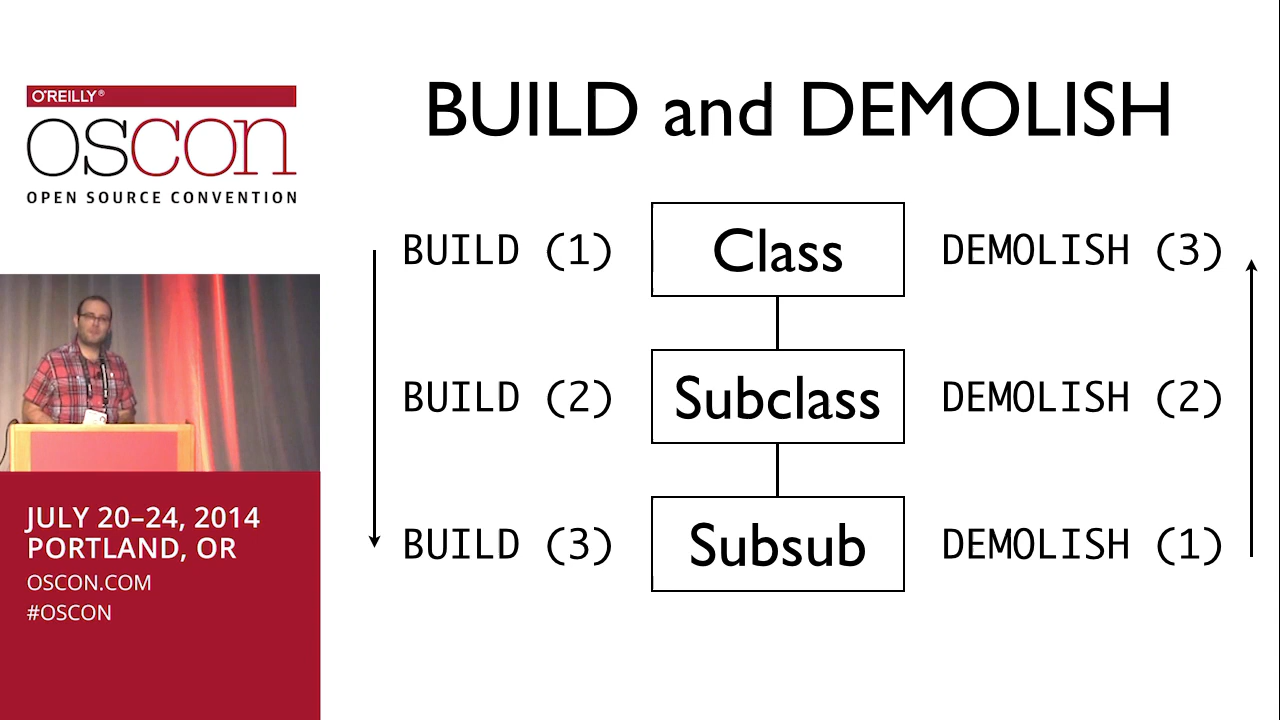 O'REILLY®
OSCON
OPEN SOURCE CONVENTION
JULY 20–24, 2014
PORTLAND, OR
OSCON.COM
#OSCON
BUILD and DEMOLISH
BUILD (1) Class DEMOLISH (3)
BUILD (2) Subclass DEMOLISH (2)
BUILD (3) Subsub DEMOLISH (1)